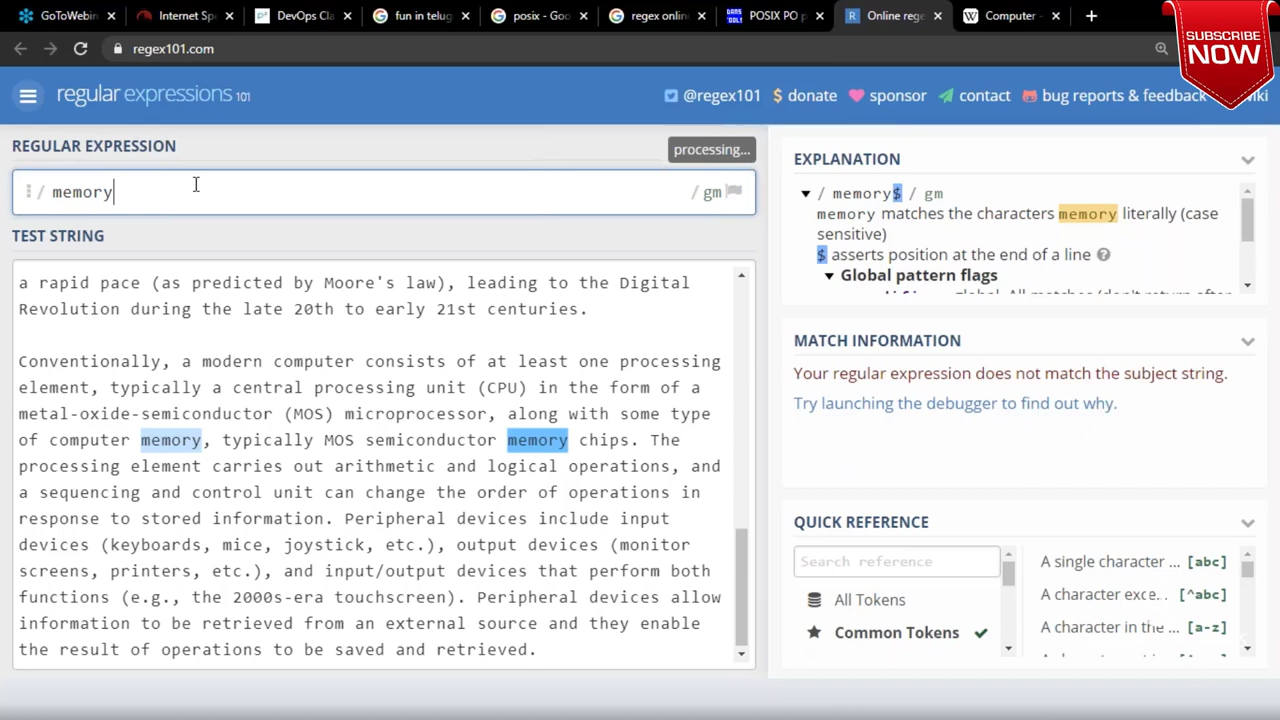 GoToWebin
Internet Sp
DevOps Cla
fun in telug
posix - Goo
regex onlin
POSIX PO p
Online rege
Computer -
regex101.com
SUBSCRIBE
NOW
regular expressions 101
@regex101
$ donate
sponsor
contact
bug reports & feedback
wiki
REGULAR EXPRESSION
processing...
/ memory
/ gm
TEST STRING
a rapid pace (as predicted by Moore's law), leading to the Digital
Revolution during the late 20th to early 21st centuries.
Conventionally, a modern computer consists of at least one processing
element, typically a central processing unit (CPU) in the form of a
metal-oxide-semiconductor (MOS) microprocessor, along with some type
of computer memory, typically MOS semiconductor memory chips. The
processing element carries out arithmetic and logical operations, and
a sequencing and control unit can change the order of operations in
response to stored information. Peripheral devices include input
devices (keyboards, mice, joystick, etc.), output devices (monitor
screens, printers, etc.), and input/output devices that perform both
functions (e.g., the 2000s-era touchscreen). Peripheral devices allow
information to be retrieved from an external source and they enable
the result of operations to be saved and retrieved.
EXPLANATION
/ memory$ / gm
memory matches the characters memory literally (case
sensitive)
$ asserts position at the end of a line
Global pattern flags
MATCH INFORMATION
Your regular expression does not match the subject string.
Try launching the debugger to find out why.
QUICK REFERENCE
Search reference
All Tokens
Common Tokens
A single character ... [abc]
A character exce... [^abc]
A character in the ... [a-z]